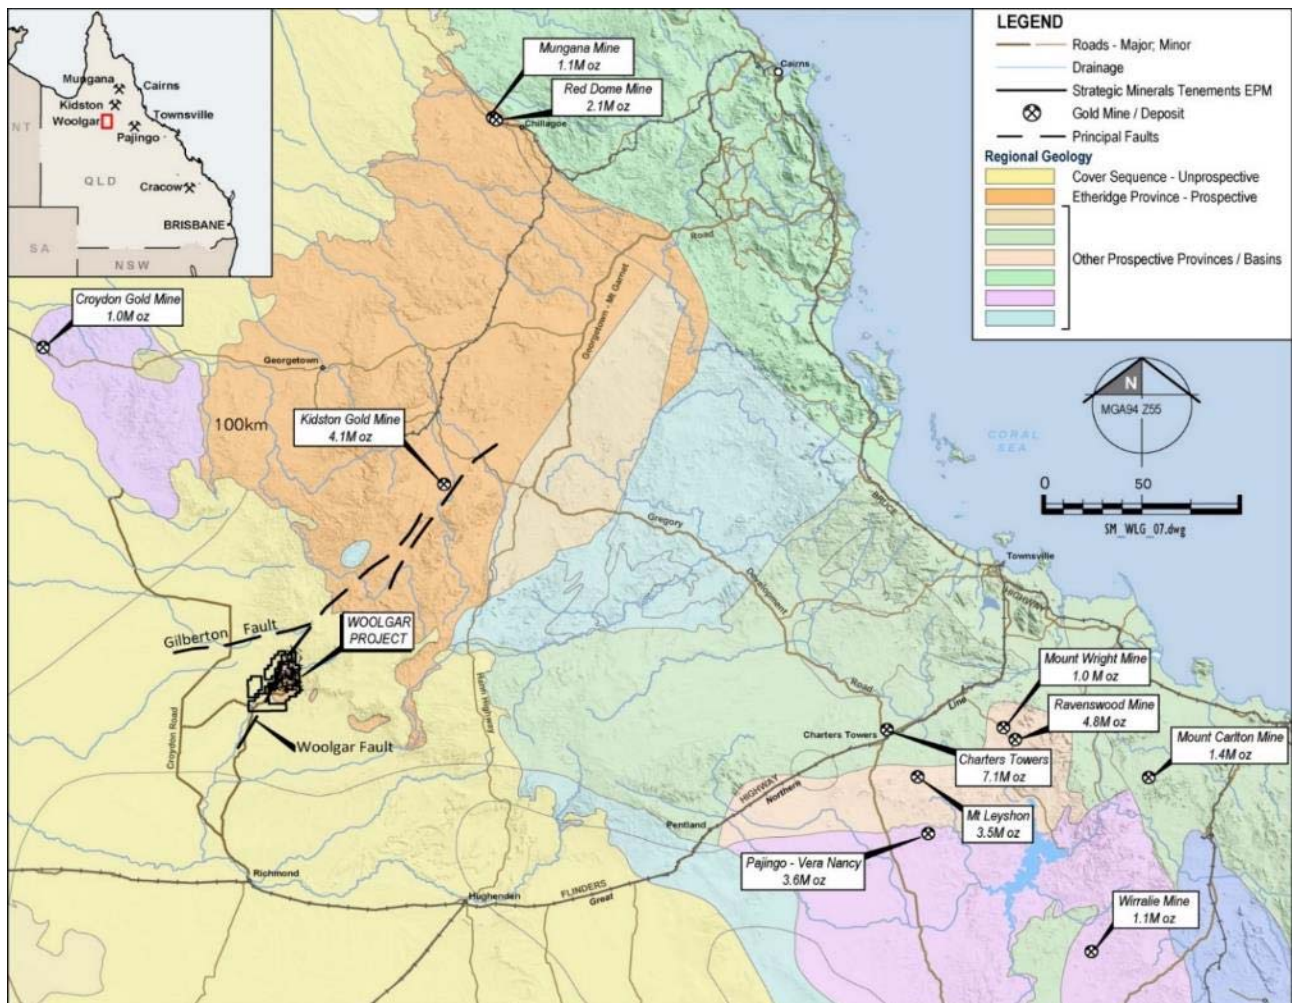 Mungana
Cairns
Kidston
Woolgar
Townsville
Pajingo
NT
QLD
Cracow
BRISBANE
SA
NSW
Mungana Mine
1.1M oz
Red Dome Mine
2.1M oz
Chillagoe
Cairns
LEGEND
Roads - Major; Minor
Drainage
Strategic Minerals Tenements EPM
Gold Mine / Deposit
Principal Faults
Regional Geology
Cover Sequence - Unprospective
Etheridge Province - Prospective
Other Prospective Provinces / Basins
Road
Georgetown - Mt Garnet
Croydon Gold Mine
1.0M oz
Georgetown
100km
Kidston Gold Mine
4.1M oz
N
MGA94 Z55
CORAL
SEA
0
50
SM_WLG_07.dwg
BRUCE
Gregory
Development
Road
Townsville
HIGHWAY
Gilberton Fault
WOOLGAR
PROJECT
Woolgar Fault
Croydon Road
Kenn Highway
Mount Wright Mine
1.0 M oz
Ravenswood Mine
4.8M oz
Mount Carlton Mine
1.4M oz
Charters Towers
Line
Charters Towers
7.1M oz
HIGHWAY
Northern
Mt Leyshon
3.5M oz
Pentland
Pajingo - Vera Nancy
3.6M oz
Richmond
Hughenden
FLINDERS
Great
Wirralie Mine
1.1M oz